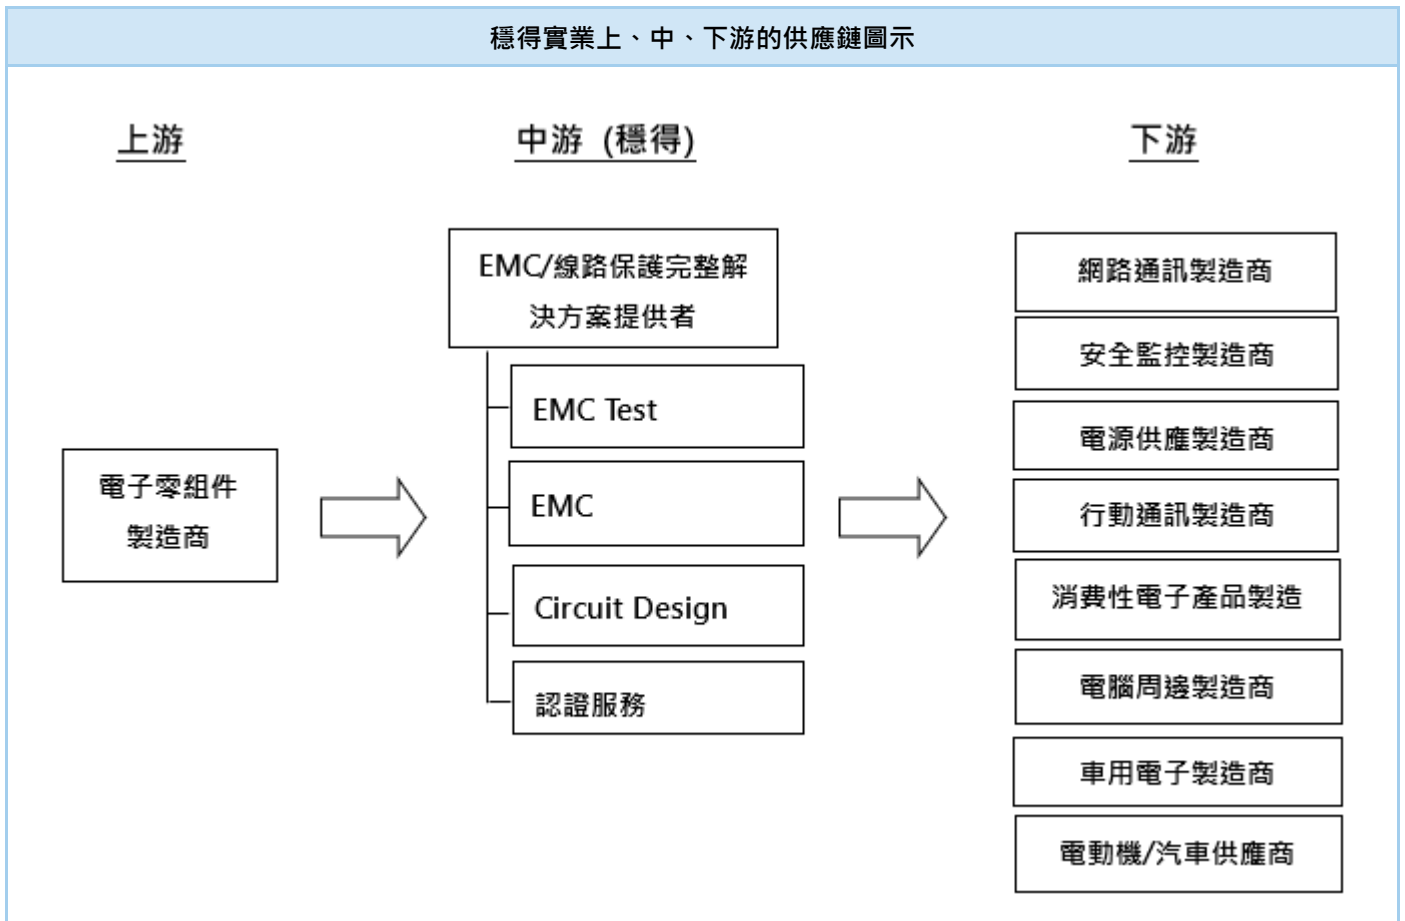 穩得實業上、中、下游的供應鏈圖示
上游
中游 (穩得)
下游
電子零組件
製造商
EMC/線路保護完整解
決方案提供者
EMC Test
EMC
Circuit Design
認證服務
網路通訊製造商
安全監控製造商
電源供應製造商
行動通訊製造商
消費性電子產品製造
電腦周邊製造商
車用電子製造商
電動機/汽車供應商